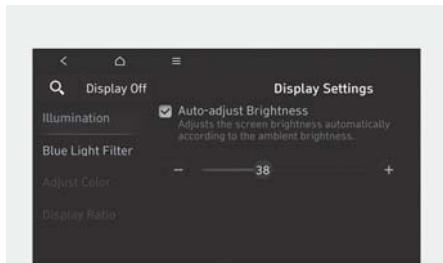 Display Off
Display Settings
Illumination
Auto-adjust Brightness
Adjusts the screen brightness automatically
according to the ambient brightness.
Blue Light Filter
38
Adjust Color
Display Ratio